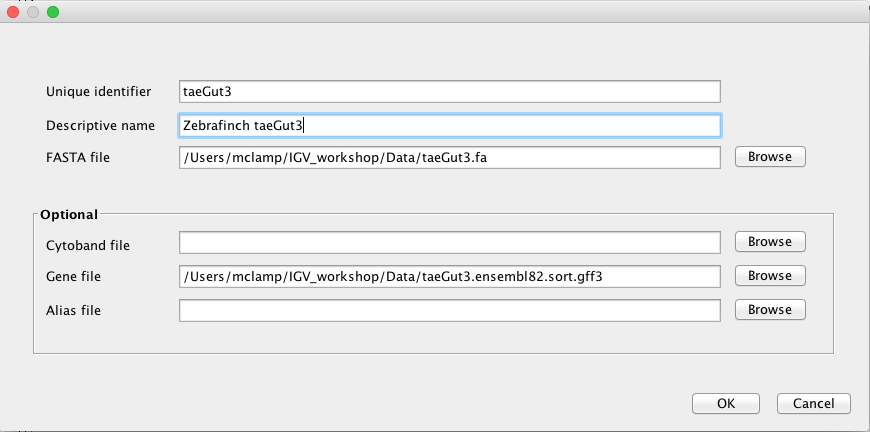 Unique identifier taeGut3
Descriptive name Zebrafinch taeGut3
FASTA file /Users/mclamp/IGV_workshop/Data/taeGut3.fa Browse
Optional
Cytoband file Browse
Gene file /Users/mclamp/IGV_workshop/Data/taeGut3.ensembl82.sort.gff3 Browse
Alias file Browse
OK Cancel